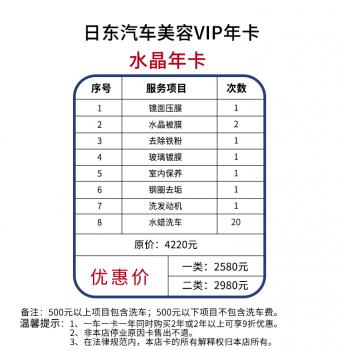 日东汽车美容VIP年卡
水晶年卡
序号 服务项目 次数
1 镜面压膜 1
2 水晶被膜 2
3 去除铁粉 1
4 玻璃镀膜 1
5 室内保养 1
6 钢圈去垢 1
7 洗发动机 1
8 水蜡洗车 20
原价：4220元
优惠价
一类：2580元
二类：2980元
备注：500元以上项目包含洗车；500元以下项目不包含洗车费。
温馨提示：1、一车一卡一年同时购买2年或2年以上可享9折优惠。
2、非本店停业原因卡售出不退。
3、在法律规范内，本店卡的所有解释权归本店所有。